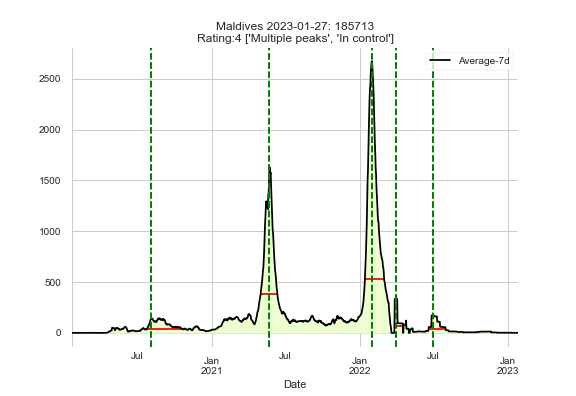 Maldives 2023-01-27: 185713
Rating:4 ['Multiple peaks', 'In control']
Average-7d
2500
2000
1500
1000
500
0
Jul
Jan
2021
Jul
Jan
2022
Jul
Jan
2023
Date